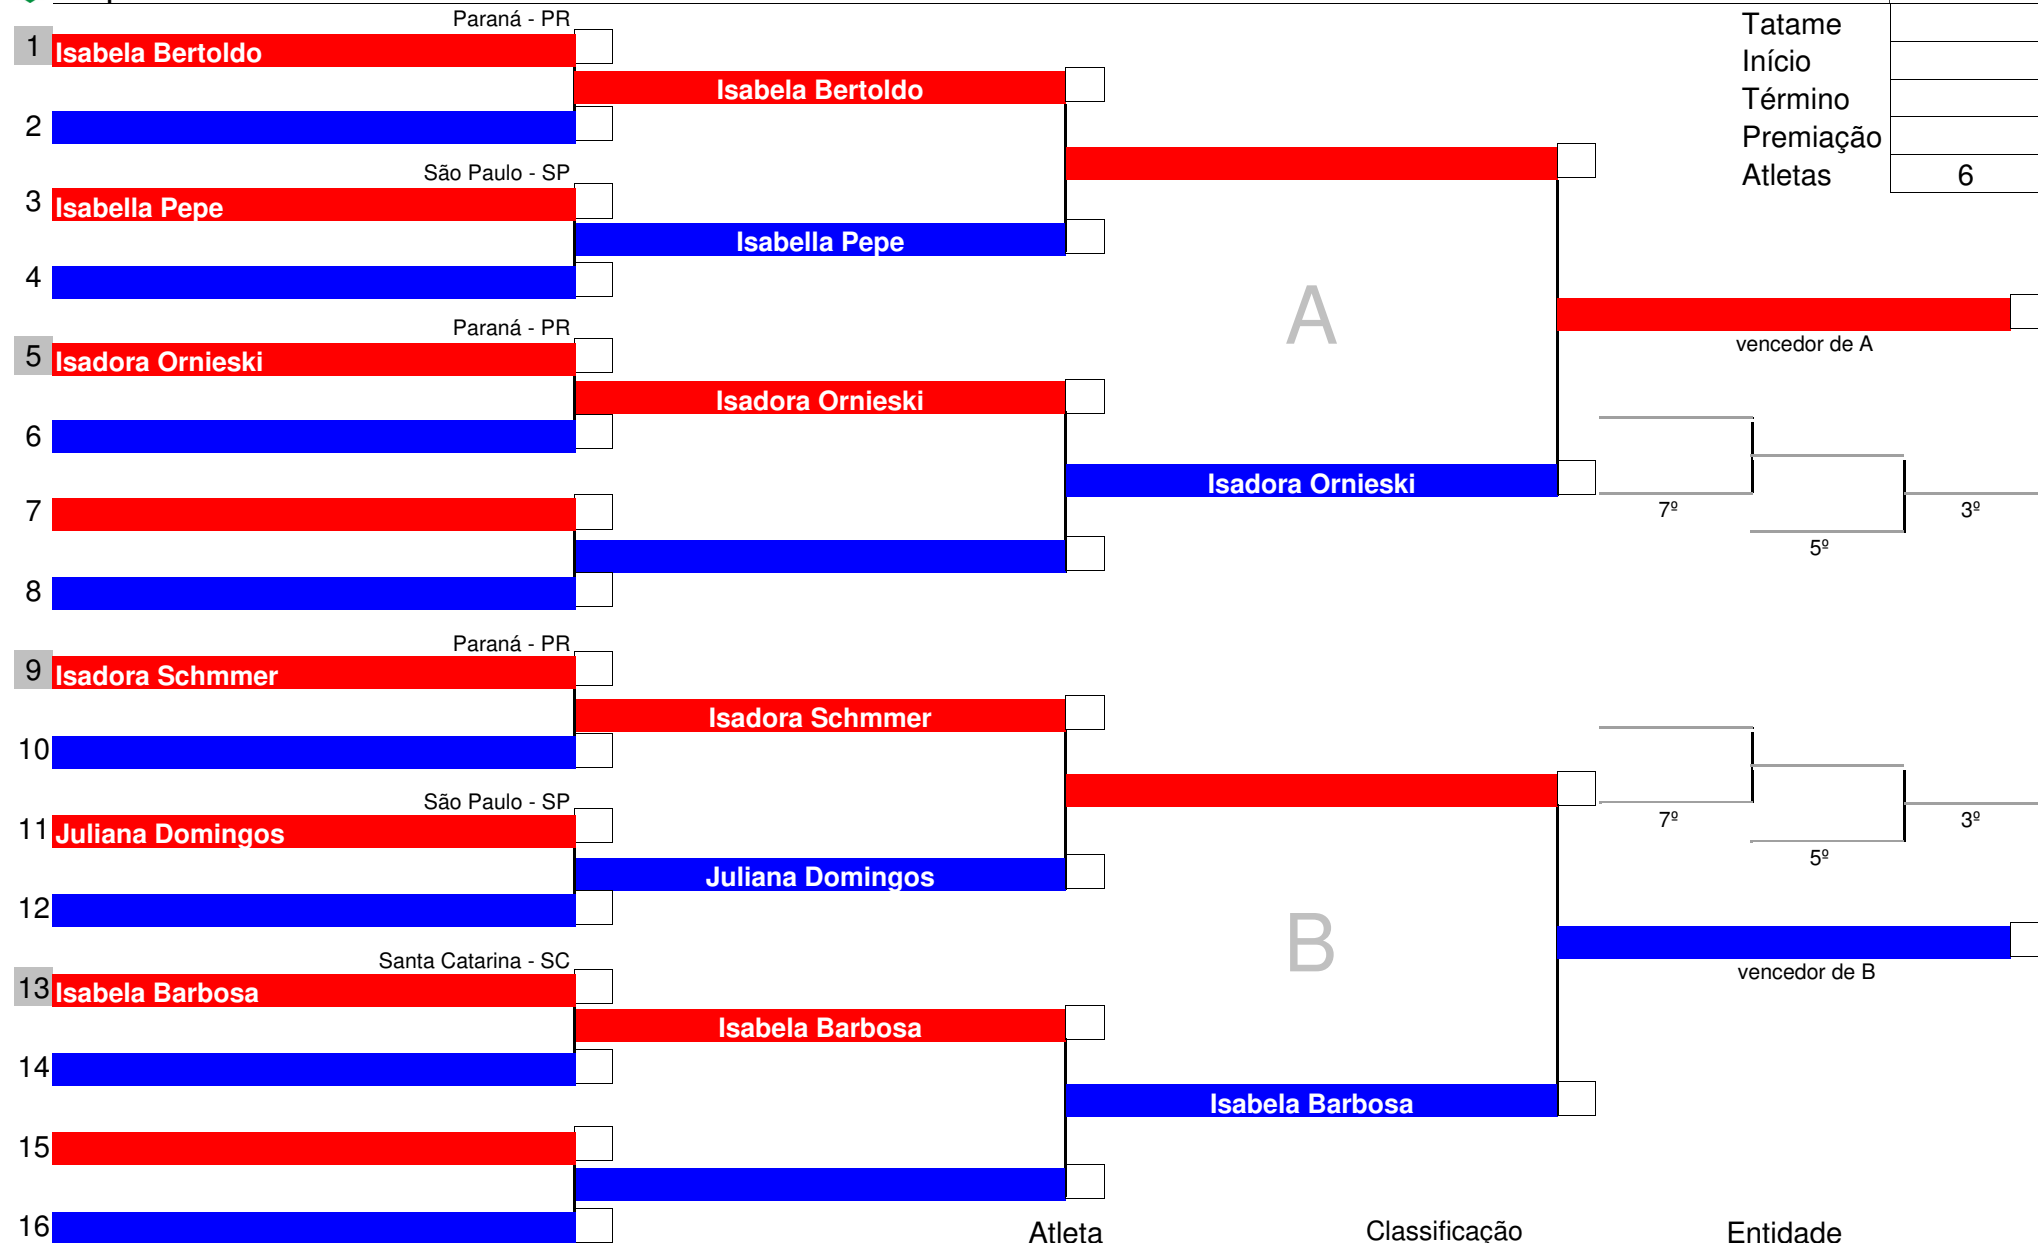 Paraná - PR
Tatame
1 Isabela Bertoldo
Início
Isabela Bertoldo
Término
2
Premiação
São Paulo - SP
Atletas 6
3 Isabella Pepe
Isabella Pepe
4
A
Paraná - PR
vencedor de A
5 Isadora Ornieski
Isadora Ornieski
6
Isadora Ornieski
7
7º 3º
5º
8
Paraná - PR
9 Isadora Schmmer
Isadora Schmmer
10
São Paulo - SP
7º 3º
11 Juliana Domingos
5º
Juliana Domingos
12
B
Santa Catarina - SC
vencedor de B
13 Isabela Barbosa
Isabela Barbosa
14
Isabela Barbosa
15
16
Atleta Classificação Entidade